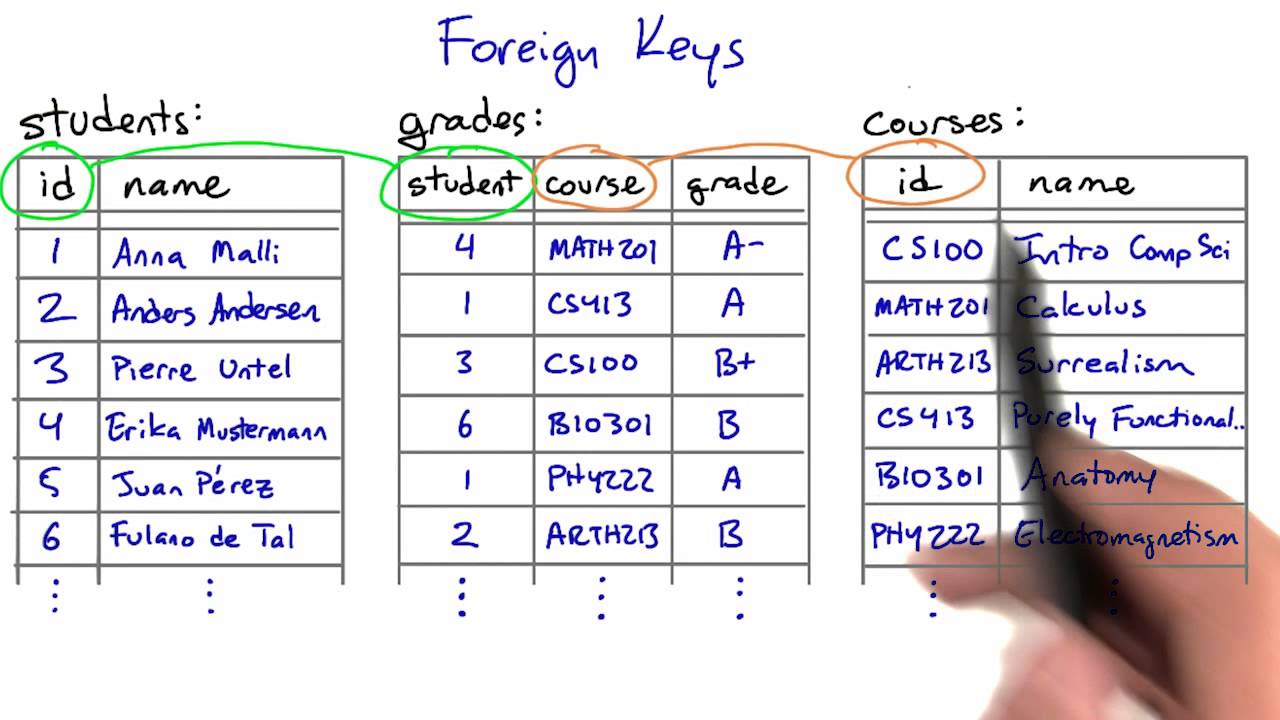 Foreign Keys
students:
id name
1 Anna Malli
2 Anders Andersen
3 Pierre Untel
4 Erika Mustermann
5 Juan Pérez
6 Fulano de Tal
grades:
student course grade
4 MATH201 A-
1 CS413 A
3 CS100 B+
6 BIO301 B
1 PHY222 A
2 ARTH213 B
courses:
id name
CS100 Intro Comp Sci
MATH201 Calculus
ARTH213 Surrealism
CS413 Purely Functional..
BIO301 Anatomy
PHY222 Electromagnetism